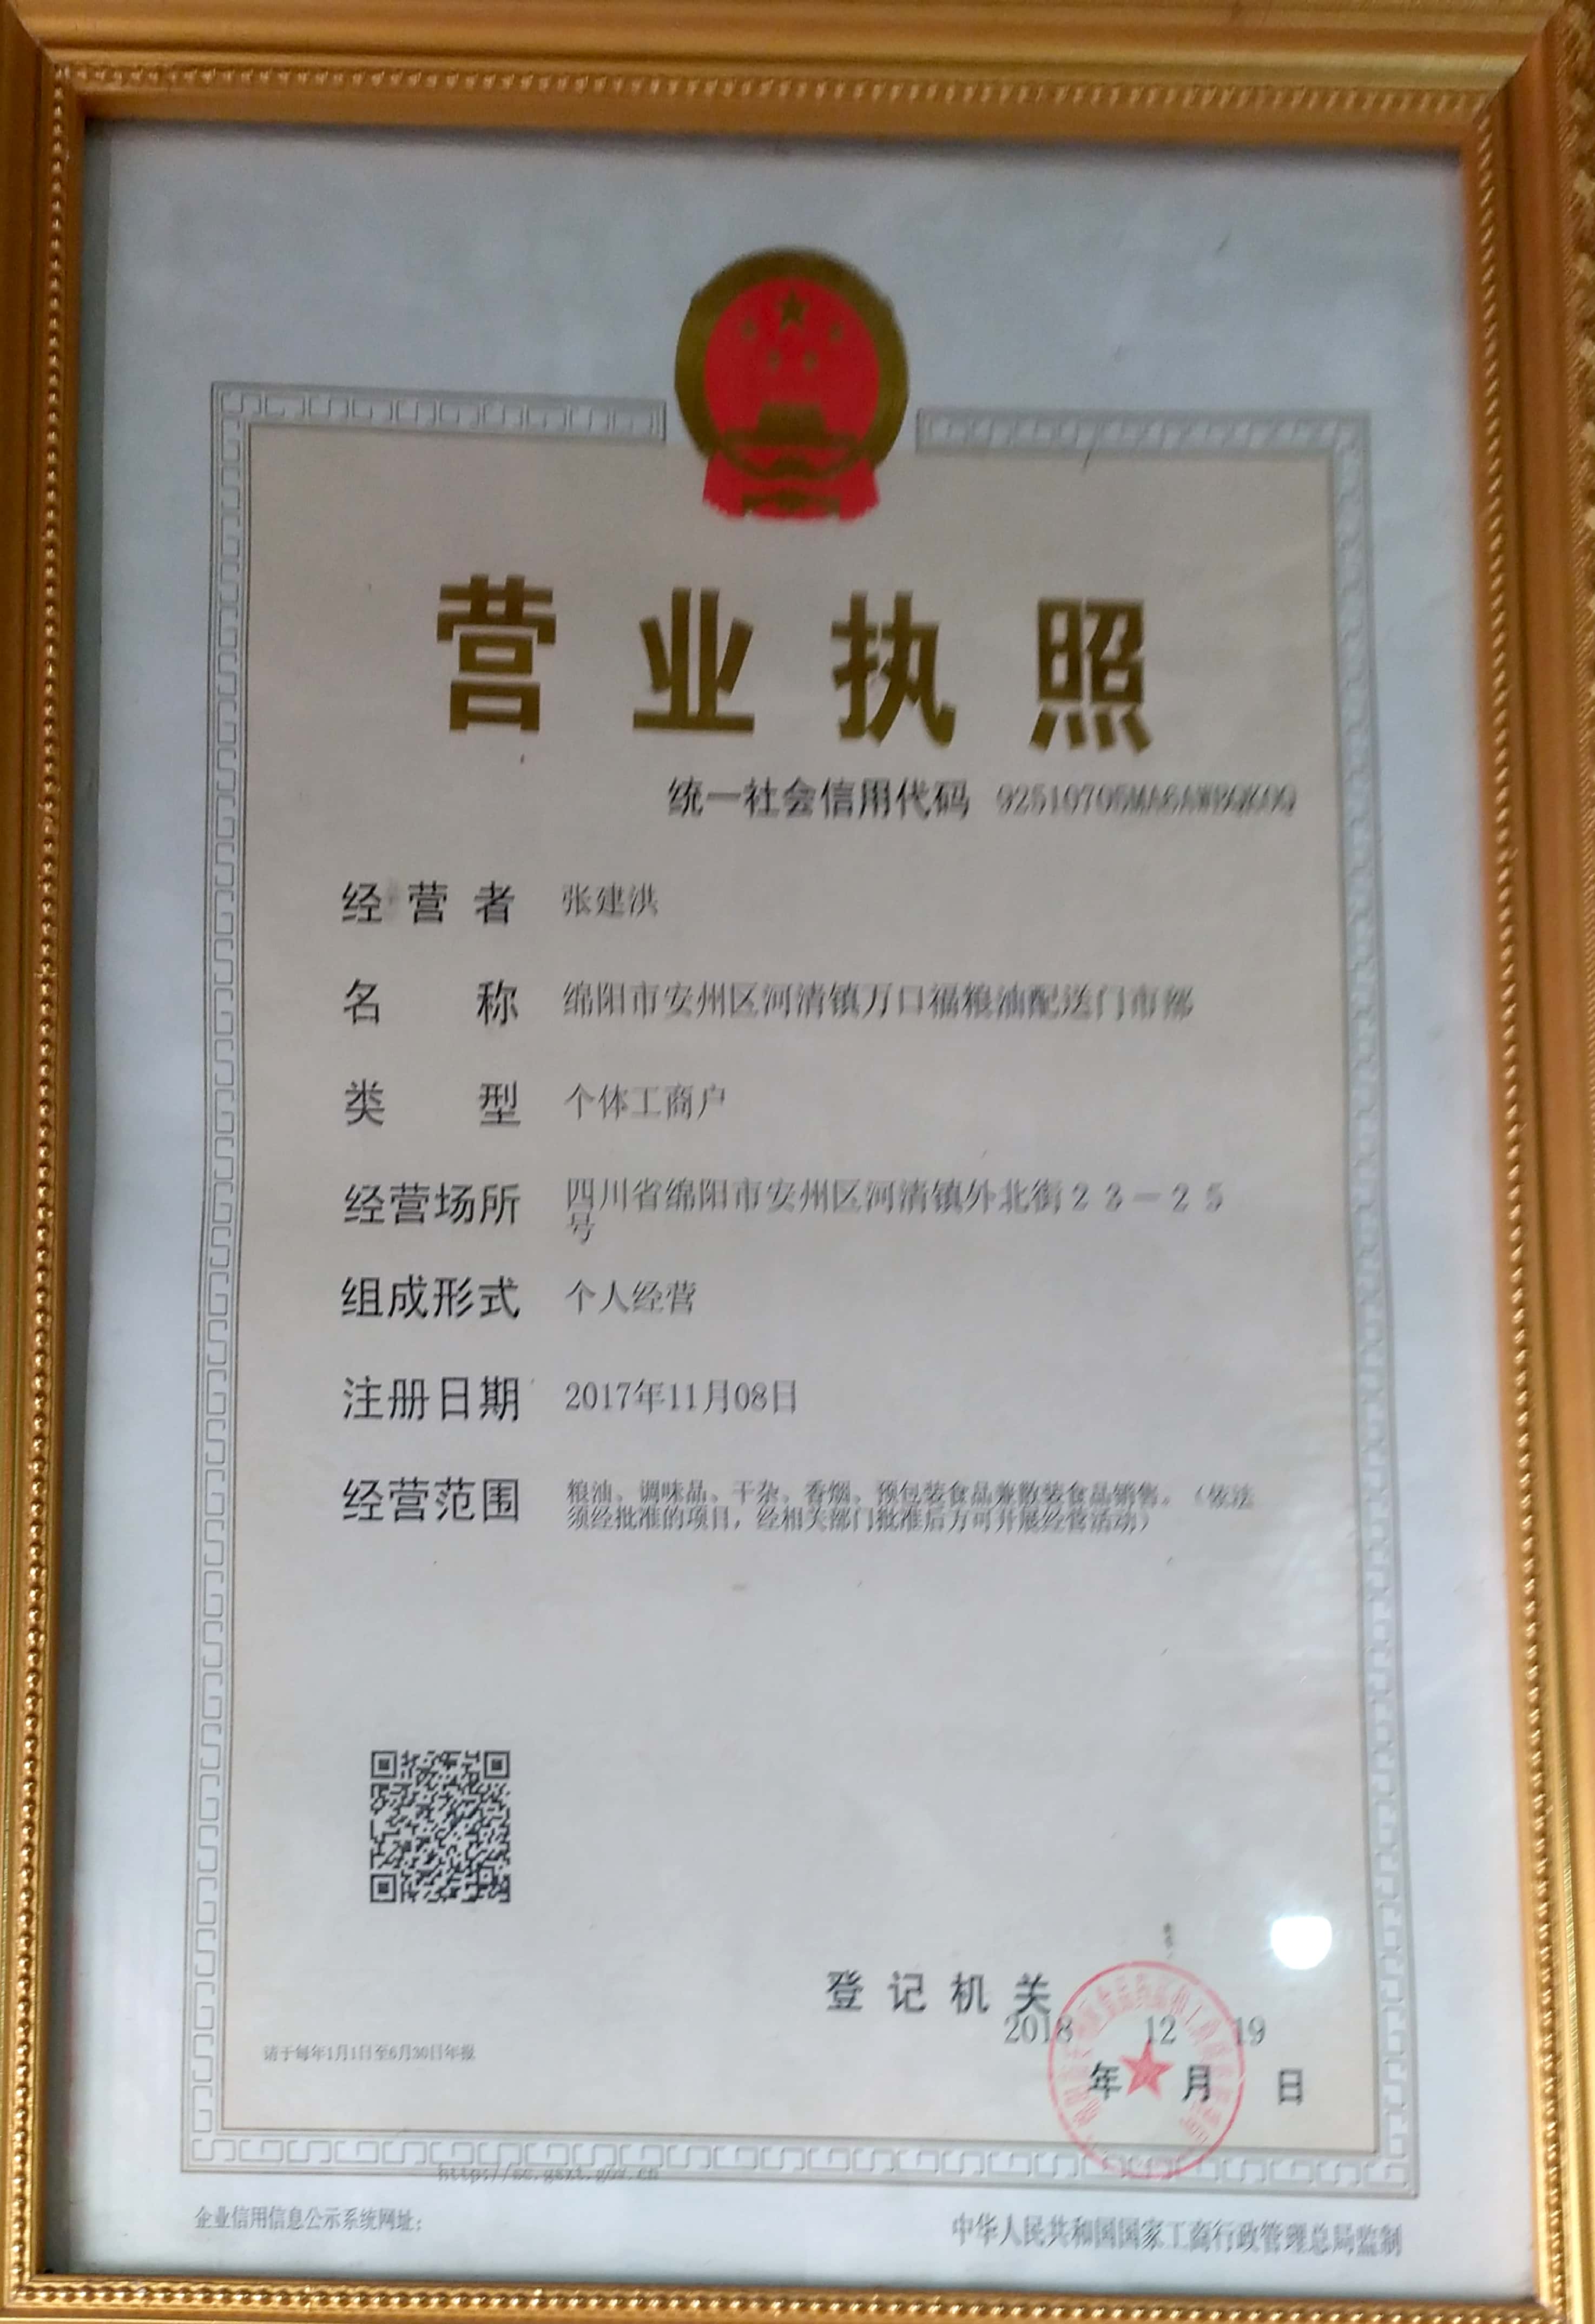 营业执照
统一社会信用代码
经营者 张建洪
名称 绵阳市安州区河清镇万口福粮油配送门市部
类型 个体工商户
经营场所 四川省绵阳市安州区河清镇外北街23-25
号
组成形式 个人经营
注册日期 2017年11月08日
经营范围 粮油、调味品、干杂、香烟、预包装食品兼散装食品销售。（依法
须经批准的项目，经相关部门批准后方可开展经营活动）
登记机关
2018 12 19
年 月 日
请于每年1月1日至6月30日年报
http://sc.gsxt.gov.cn
企业信用信息公示系统网址：
中华人民共和国国家工商行政管理总局监制